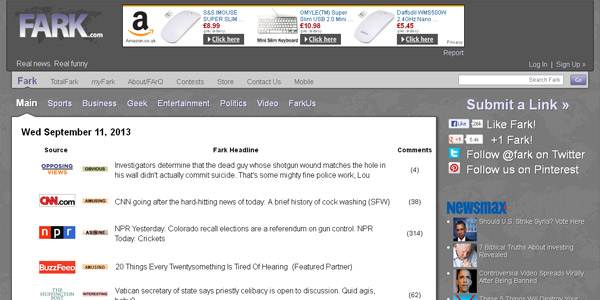 FARK.com
Real news. Real funny
amazon
Amazon.co.uk
S&S IMOUSE
SUPER SLIM ...
£8.99
Click here
OMYLE(TM) Super
Slim USB 2.0 Mini ...
£10.98
Mini Slim Keyboard
Click here
Daffodil WMS500W
2.4GHz Nano ...
£5.45
Click here
Privacy
Report
Log In | Sign Up »
Fark TotalFark myFark About/FArQ Contests Store Contact Us Mobile
Search Fark
Go
Main Sports Business Geek Entertainment Politics Video FarkUs
Submit a Link »
Like 26k Like Fark!
+1 5.4k +1 Fark!
Follow @fark on Twitter
Follow us on Pinterest
Wed September 11, 2013
Source Fark Headline Comments
OPPOSING
VIEWS
OBVIOUS
Investigators determine that the dead guy whose shotgun wound matches the hole in
his wall didn't actually commit suicide. That's some mighty fine police work, Lou
(4)
CNN.com
AMUSING
CNN going after the hard-hitting news of today: A brief history of cock washing (SFW)
(38)
npr
ASININE
NPR Yesterday: Colorado recall elections are a referendum on gun control. NPR
Today: Crickets
(314)
BuzzFeed
AMUSING
20 Things Every Twentysomething Is Tired Of Hearing (Featured Partner)
THE
HUFFINGTON
POST
INTERESTING
Vatican secretary of state says priestly celibacy is open to discussion. Quid agis,
(62)
Newsmax
Should U.S. Strike Syria? Vote Here
7 Biblical Truths About Investing
Revealed
Controversial Video Spreads Virally
After Being Banned
These 6 Things Will Destroy